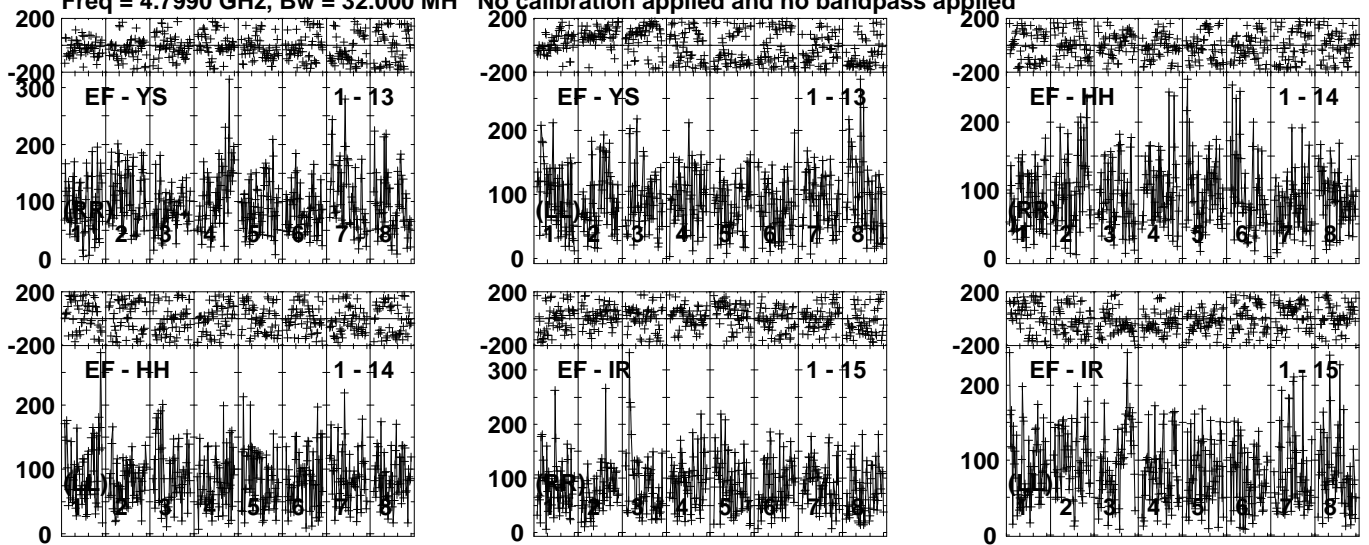 Freq = 4.7990 GHz, Bw = 32.000 MH No calibration applied and no bandpass applied
200 200 200
-200 -200 -200
300 EF - YS 1 - 13 EF - YS 1 - 13 EF - HH 1 - 14
200 200 200
100 100 100
(RR) (LL) (RR)
1 2 3 4 5 6 7 8 1 2 3 4 5 6 7 8 1 2 3 4 5 6 7 8
0 0 0
200 200 200
-200 -200 -200
EF - HH 1 - 14 300 EF - IR 1 - 15 EF - IR 1 - 15
200 200 200
100 100 100
(LL) (RR) (LL)
1 2 3 4 5 6 7 8 1 2 3 4 5 6 7 8 1 2 3 4 5 6 7 8
0 0 0